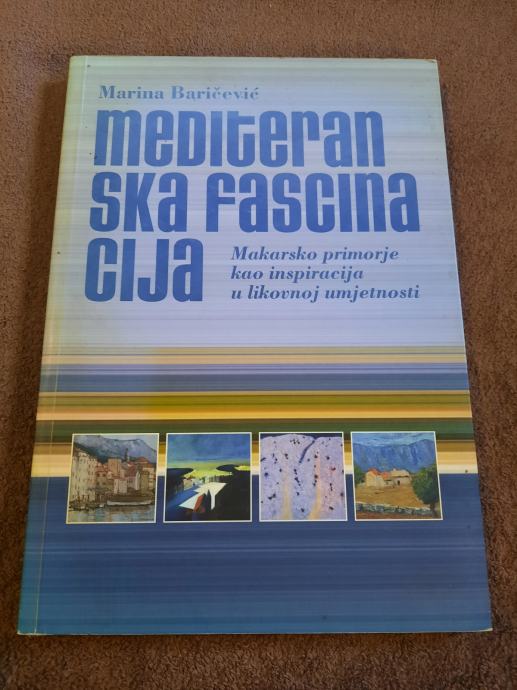 Marina Baričević
mediteran
ska fascina
cija
Makarsko primorje
kao inspiracija
u likovnoj umjetnosti